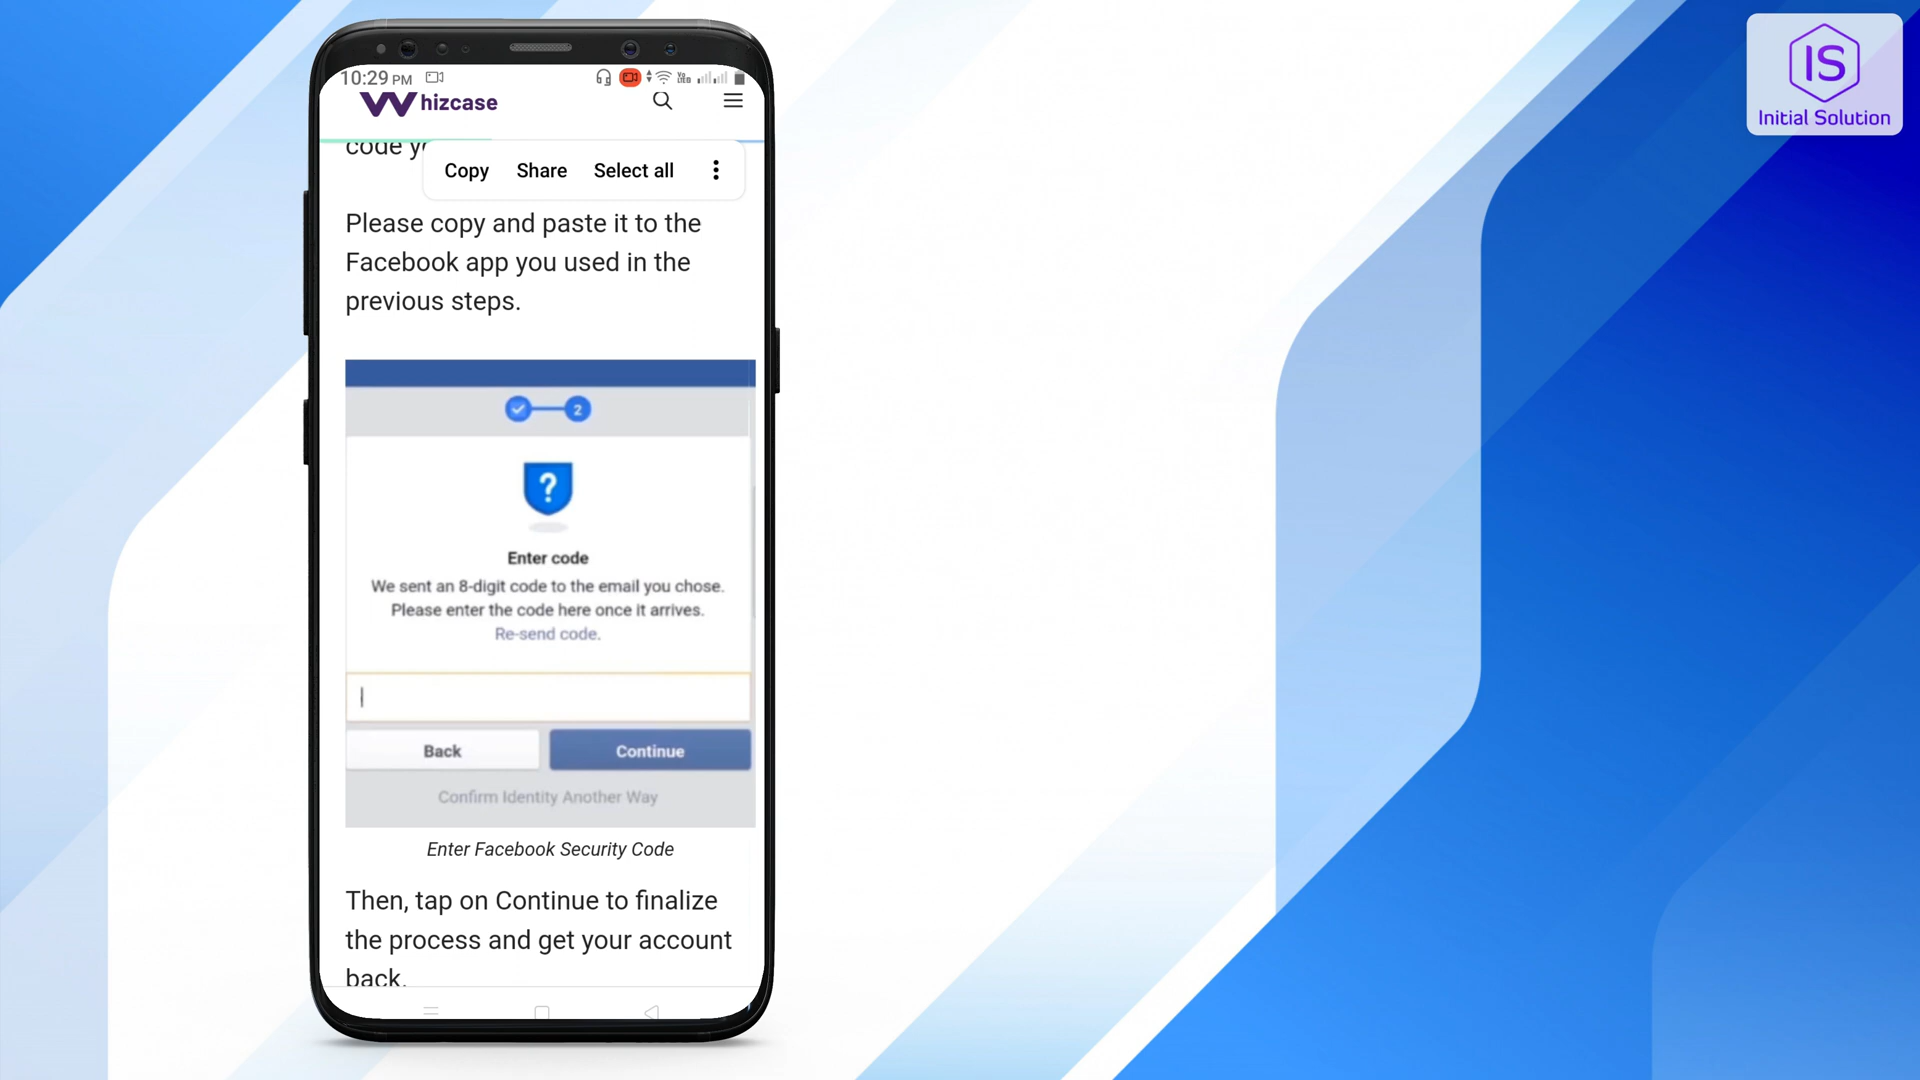 IS
Initial Solution
10:29 PM
Whizcase
code y
Copy Share Select all
Please copy and paste it to the
Facebook app you used in the
previous steps.
2
?
Enter code
We sent an 8-digit code to the email you chose.
Please enter the code here once it arrives.
Re-send code.
Back Continue
Confirm Identity Another Way
Enter Facebook Security Code
Then, tap on Continue to finalize
the process and get your account
back.